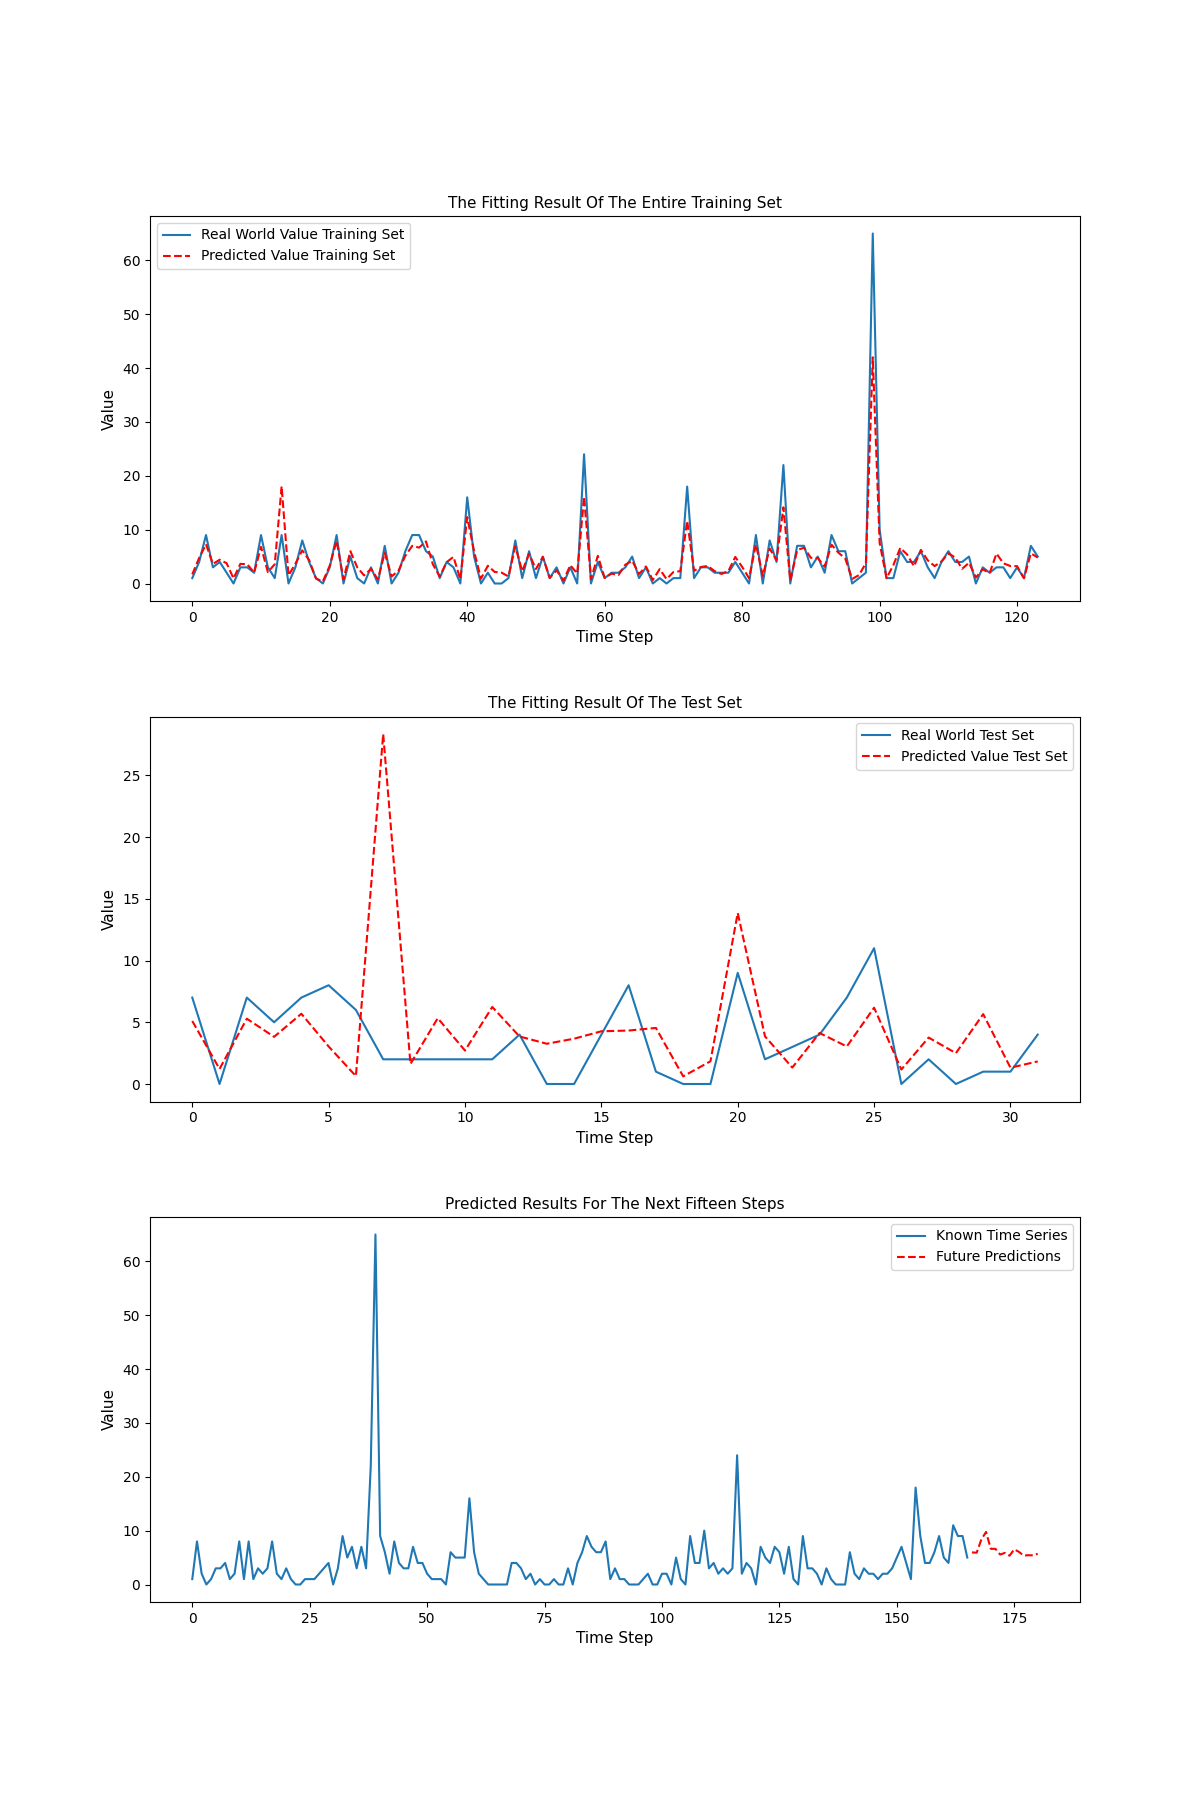 The Fitting Result Of The Entire Training Set
Real World Value Training Set
Predicted Value Training Set
Value
60
50
40
30
20
10
0
0 20 40 60 80 100 120
Time Step
The Fitting Result Of The Test Set
Real World Test Set
Predicted Value Test Set
Value
25
20
15
10
5
0
0 5 10 15 20 25 30
Time Step
Predicted Results For The Next Fifteen Steps
Known Time Series
Future Predictions
Value
60
50
40
30
20
10
0
0 25 50 75 100 125 150 175
Time Step